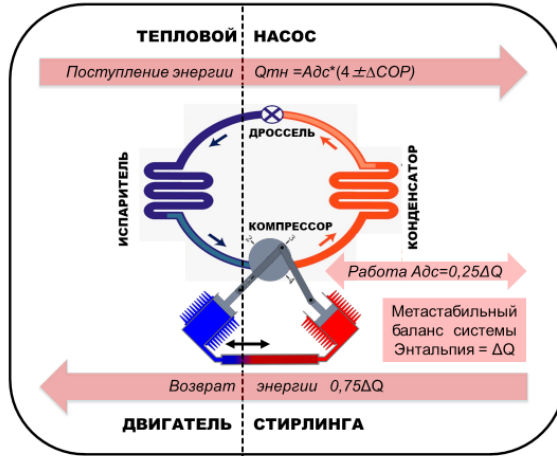 ТЕПЛОВОЙ НАСОС
Поступление энергии Qтн =Aдс*(4 ±ΔCOP)
ДРОССЕЛЬ
ИСПАРИТЕЛЬ
КОНДЕНСАТОР
КОМПРЕССОР
Работа Адс=0,25ΔQ
Метастабильный
баланс системы
Энтальпия = ΔQ
Возврат энергии 0,75ΔQ
ДВИГАТЕЛЬ СТИРЛИНГА